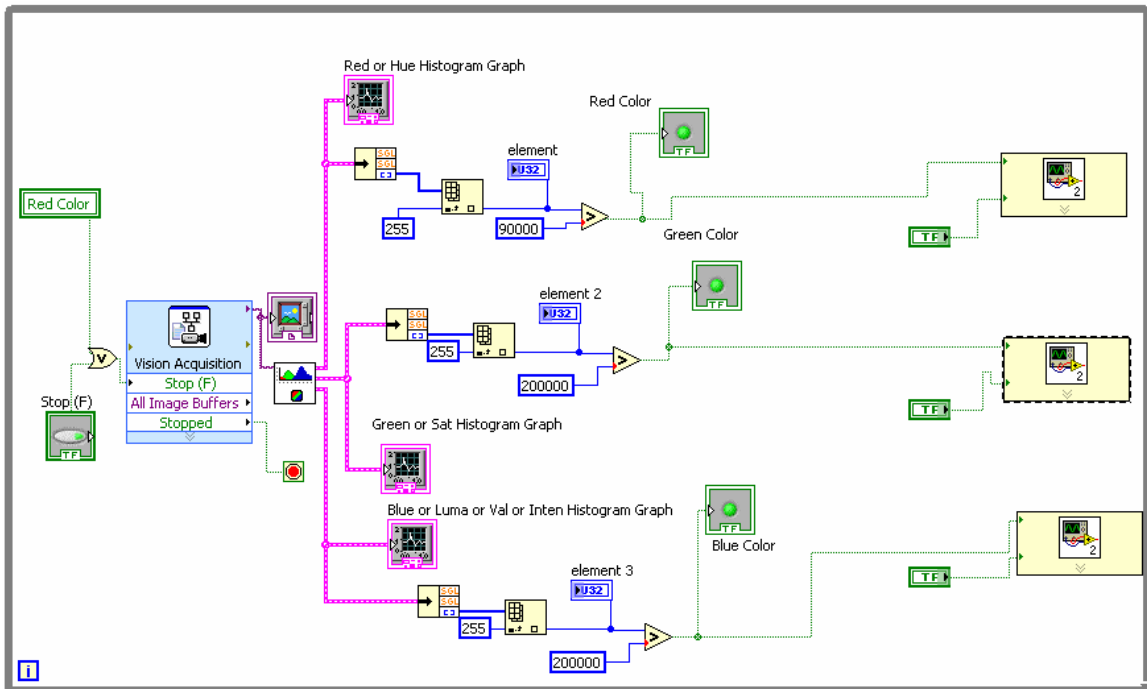 Red or Hue Histogram Graph
Red Color
SGL
SGL
element
U32
255
90000
>
2
TF
Red Color
TF
Green Color
TF
element 2
U32
SGL
SGL
255
200000
>
2
TF
V
Vision Acquisition
Stop (F)
All Image Buffers
Stopped
Stop (F)
TF
Green or Sat Histogram Graph
Blue or Luma or Val or Inten Histogram Graph
TF
Blue Color
2
TF
element 3
U32
SGL
SGL
255
200000
>
i